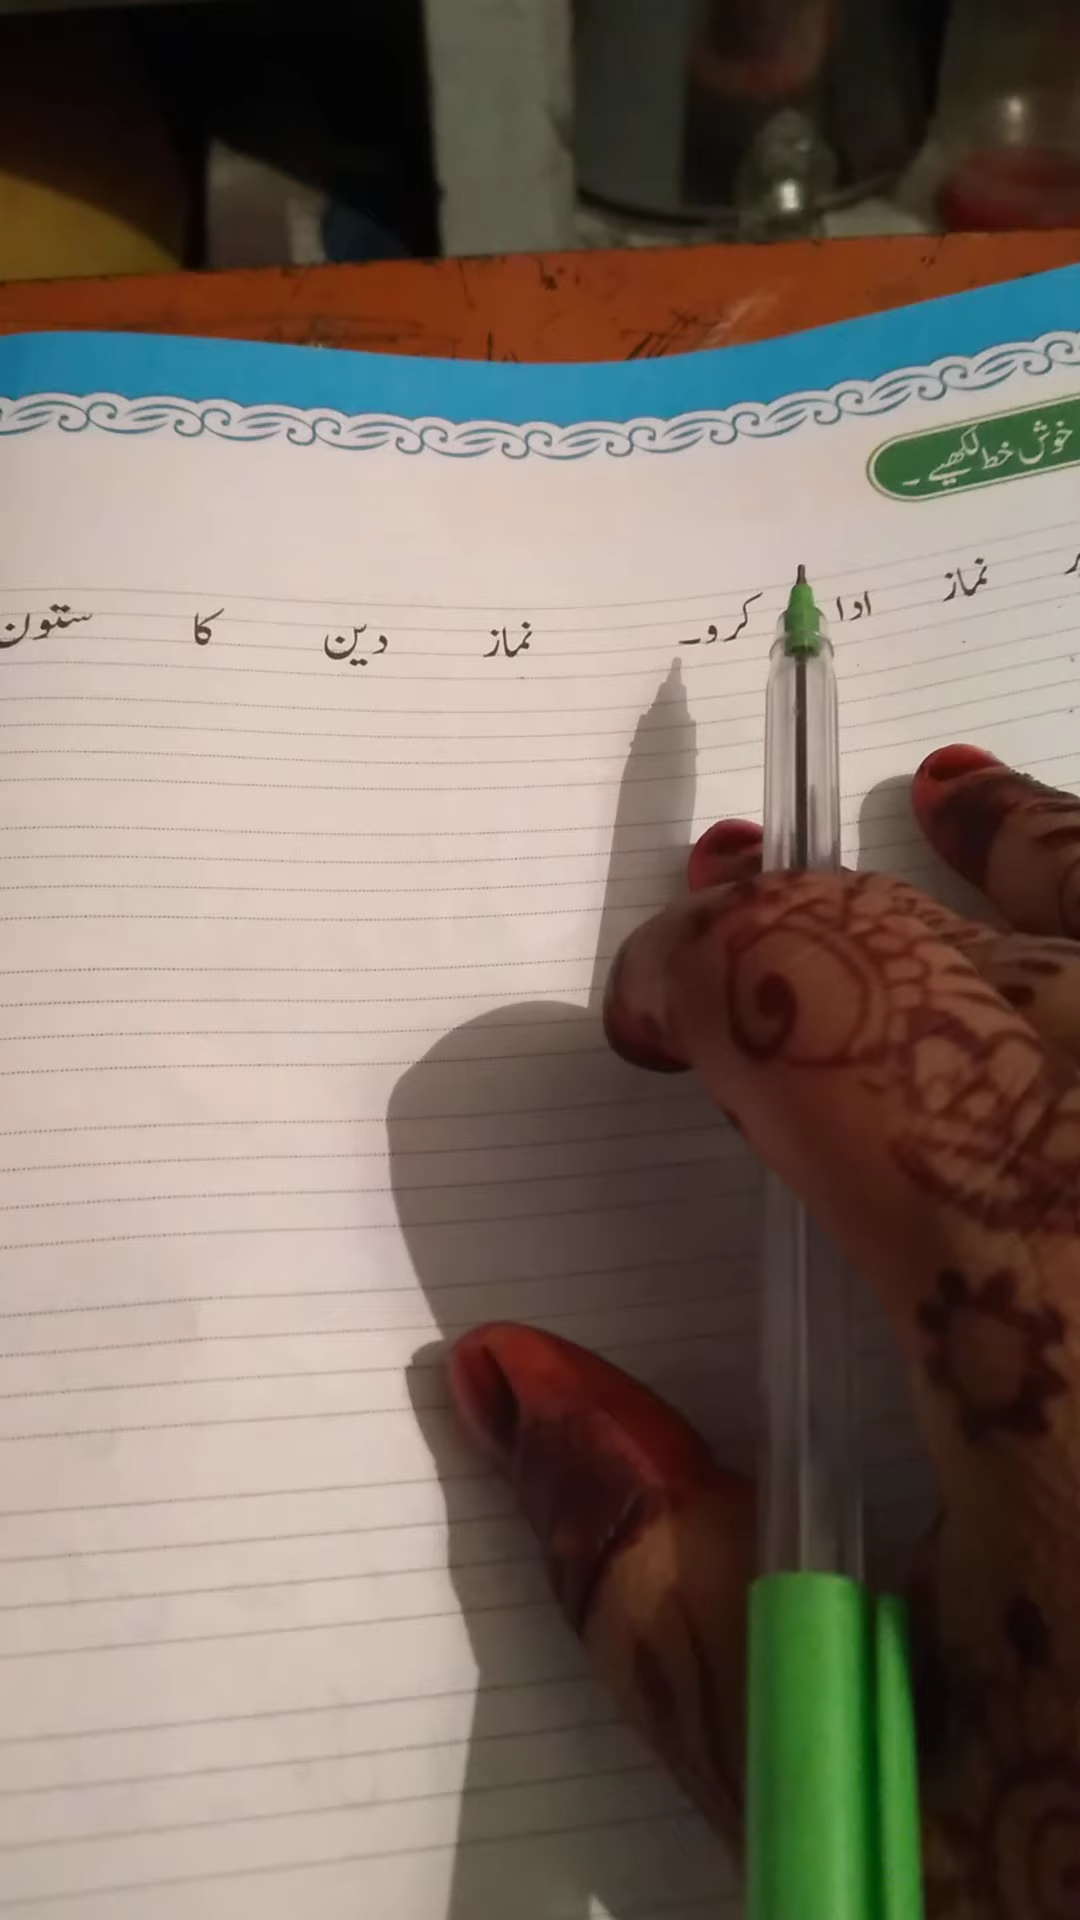 خوش خط لکھیے ۔
نماز ادا کرو۔ نماز دین کا ستون